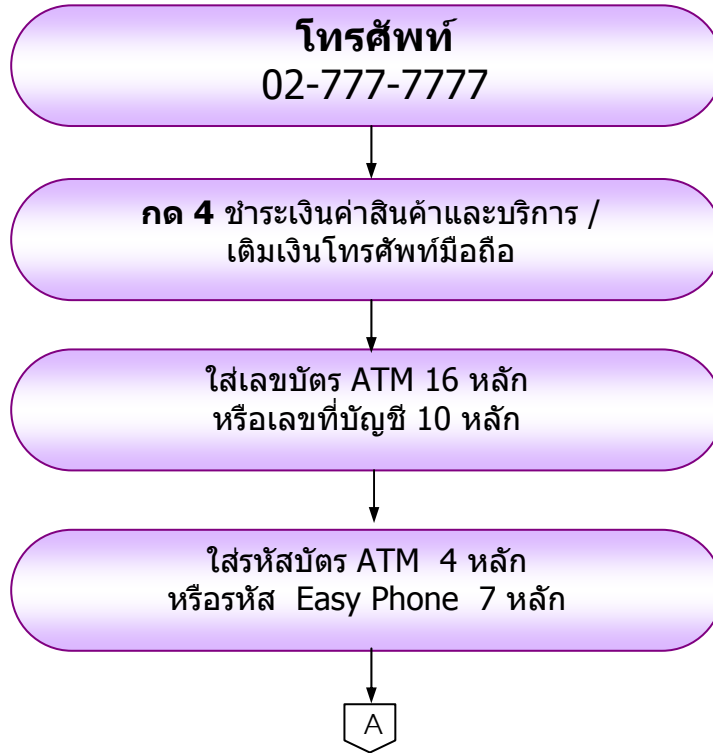 โทรศัพท์
02-777-7777
กด 4 ชำระเงินค่าสินค้าและบริการ /
เติมเงินโทรศัพท์มือถือ
ใส่เลขบัตร ATM 16 หลัก
หรือเลขที่บัญชี 10 หลัก
ใส่รหัสบัตร ATM 4 หลัก
หรือรหัส Easy Phone 7 หลัก
A